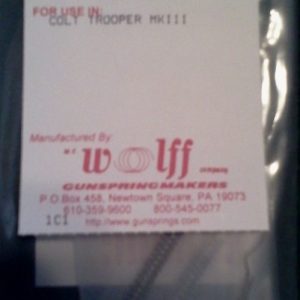 FOR USE IN:
COLT TROOPER MKIII
Manufactured By:
W C
wolff
company
GUNSPRINGMAKERS
P.O. Box 458, Newtown Square, PA 19073
610-359-9600 800-545-0077
1C1 http://www.gunsprings.com